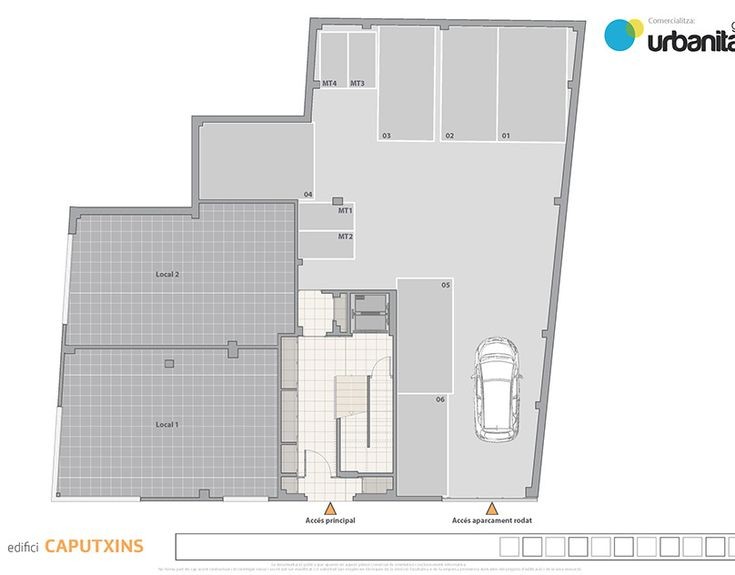 Comercialitza:
urbanita
MT4
MT3
03
02
01
04
MT1
MT2
Local 2
05
06
Local 1
Accés principal
Accés aparcament rodat
edifici CAPUTXINS